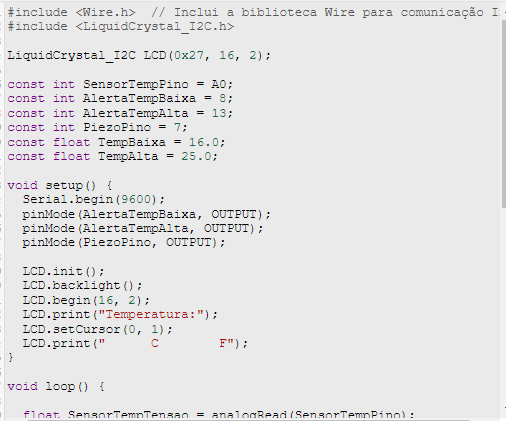 #include <Wire.h>  // Inclui a biblioteca Wire para comunicação I
#include <LiquidCrystal_I2C.h>
LiquidCrystal_I2C LCD(0x27, 16, 2);
const int SensorTempPino = A0;
const int AlertaTempBaixa = 8;
const int AlertaTempAlta = 13;
const int PiezoPino = 7;
const float TempBaixa = 16.0;
const float TempAlta = 25.0;
void setup() {
  Serial.begin(9600);
  pinMode(AlertaTempBaixa, OUTPUT);
  pinMode(AlertaTempAlta, OUTPUT);
  pinMode(PiezoPino, OUTPUT);
  LCD.init();
  LCD.backlight();
  LCD.begin(16, 2);
  LCD.print("Temperatura:");
  LCD.setCursor(0, 1);
  LCD.print("      C        F");
}
void loop() {
  float SensorTempTensao = analogRead(SensorTempPino);